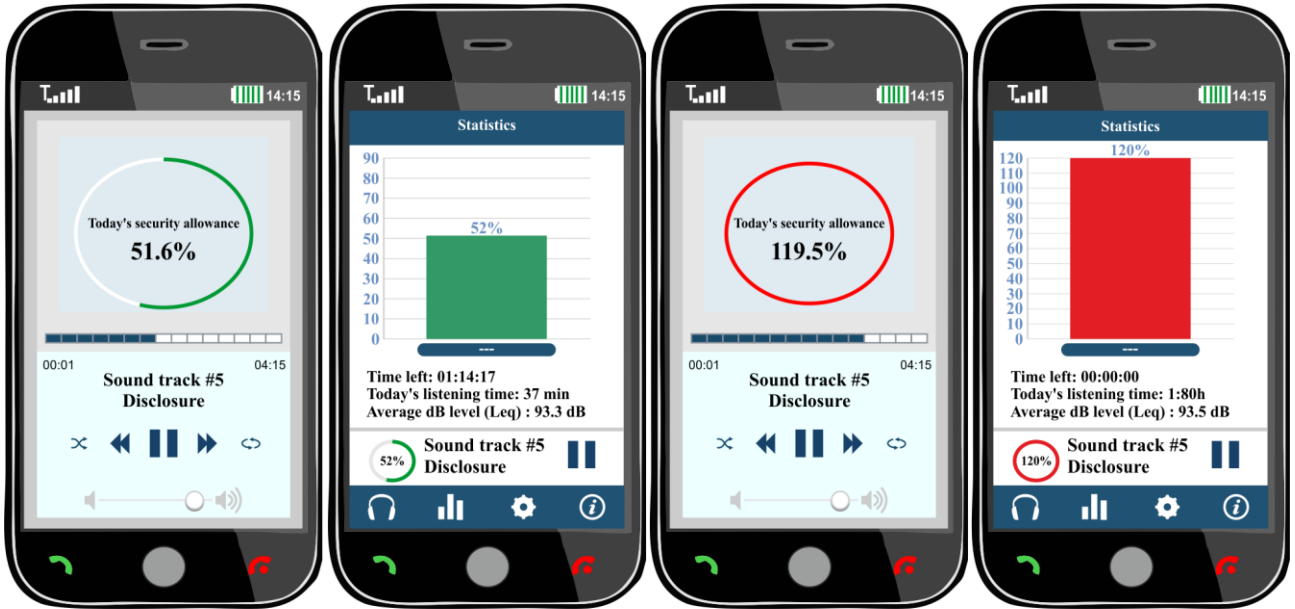 14:15
Today's security allowance
51.6%
00:01
04:15
Sound track #5
Disclosure
14:15
Statistics
90
80
70
60
50
40
30
20
10
0
52%
---
Time left: 01:14:17
Today's listening time: 37 min
Average dB level (Leq) : 93.3 dB
52%
Sound track #5
Disclosure
i
14:15
Today's security allowance
119.5%
00:01
04:15
Sound track #5
Disclosure
14:15
Statistics
120
110
100
90
80
70
60
50
40
30
20
10
0
120%
---
Time left: 00:00:00
Today's listening time: 1:80h
Average dB level (Leq) : 93.5 dB
120%
Sound track #5
Disclosure
i